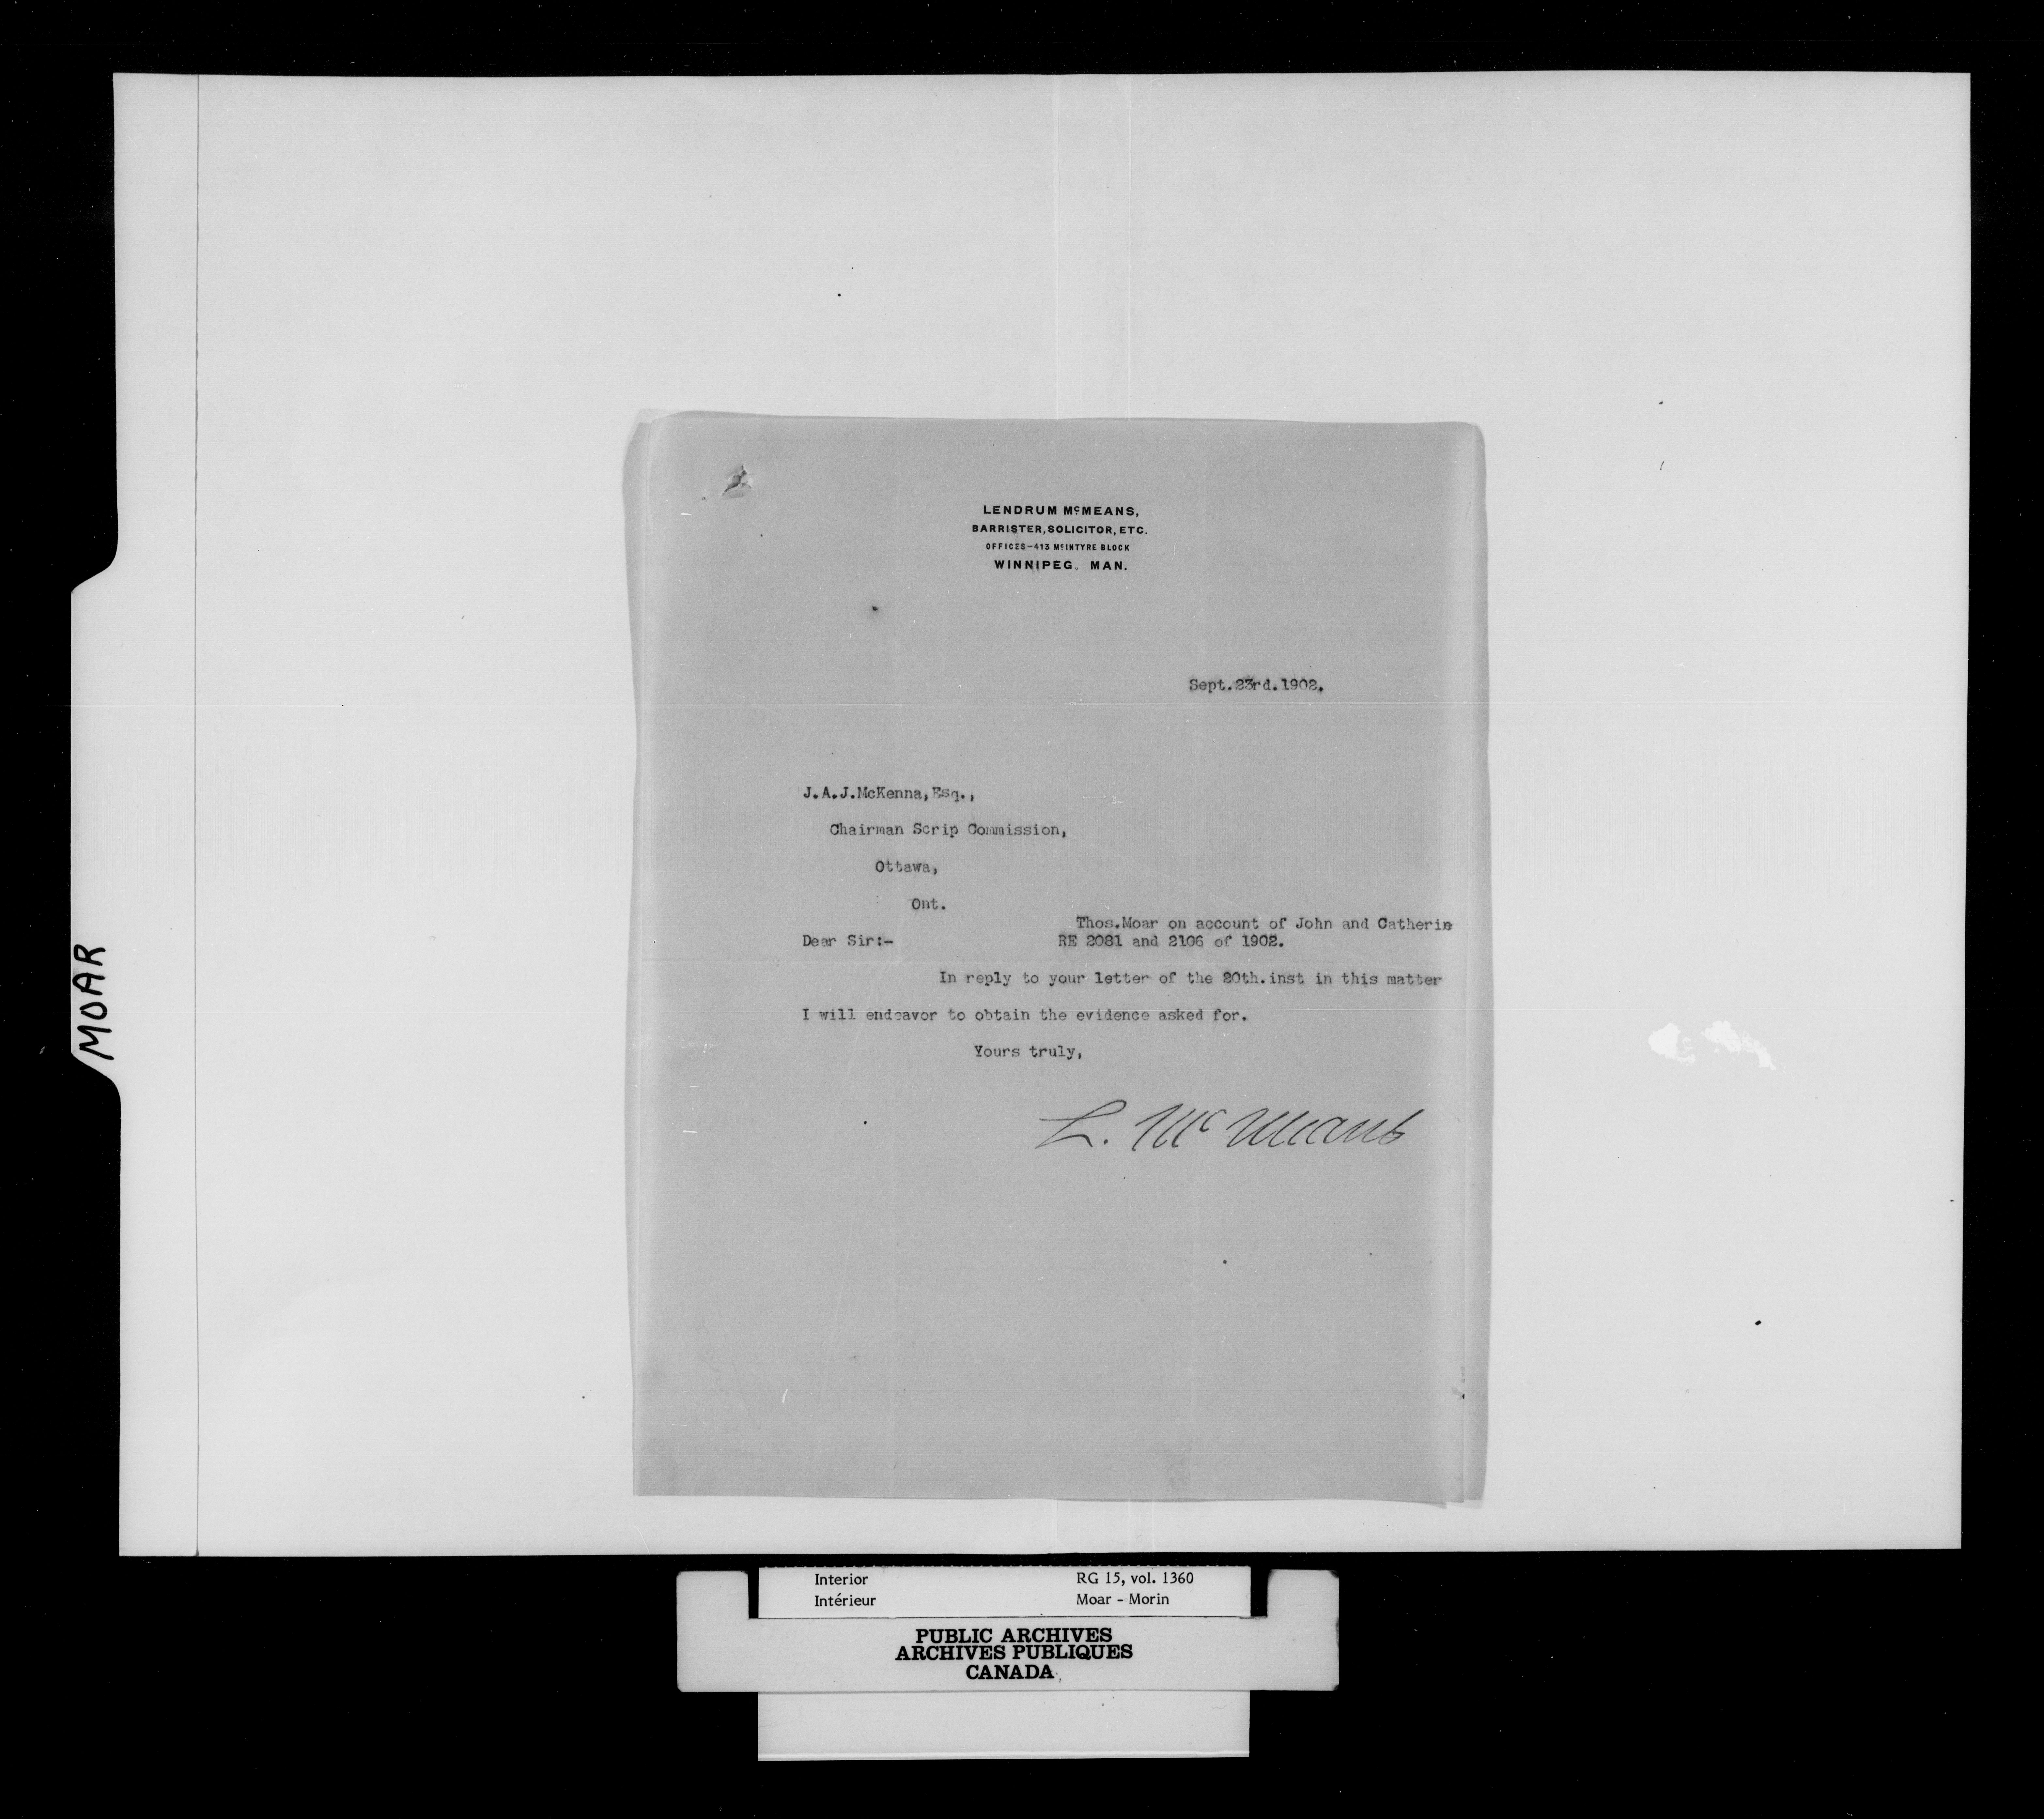 LENDRUM McMEANS,
BARRISTER, SOLICITOR, ETC.
OFFICES-413 McINTYRE BLOCK
WINNIPEG, MAN.
Sept.23rd.1902.
J.A.J.McKenna,Esq.,
Chairman Scrip Commission,
Ottawa,
Ont.
Thos.Moar on account of John and Catherin
Dear Sir:- RE 2081 and 2106 of 1902.
In reply to your letter of the 20th.inst in this matter
I will endeavor to obtain the evidence asked for.
Yours truly,
L. McMeans
MOAR
Interior RG 15, vol. 1360
Intérieur Moar - Morin
PUBLIC ARCHIVES
ARCHIVES PUBLIQUES
CANADA